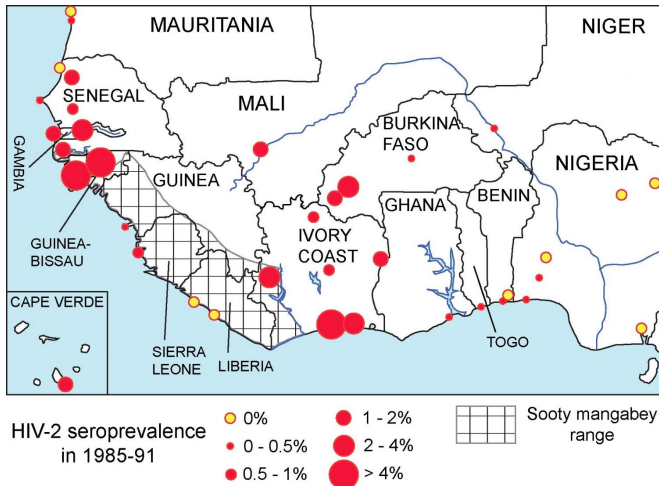 MAURITANIA
NIGER
SENEGAL
MALI
GAMBIA
BURKINA
FASO
NIGERIA
GUINEA
BENIN
GHANA
IVORY
COAST
GUINEA-
BISSAU
CAPE VERDE
SIERRA
LEONE
LIBERIA
TOGO
HIV-2 seroprevalence
in 1985-91
0%
0 - 0.5%
0.5 - 1%
1 - 2%
2 - 4%
> 4%
Sooty mangabey
range